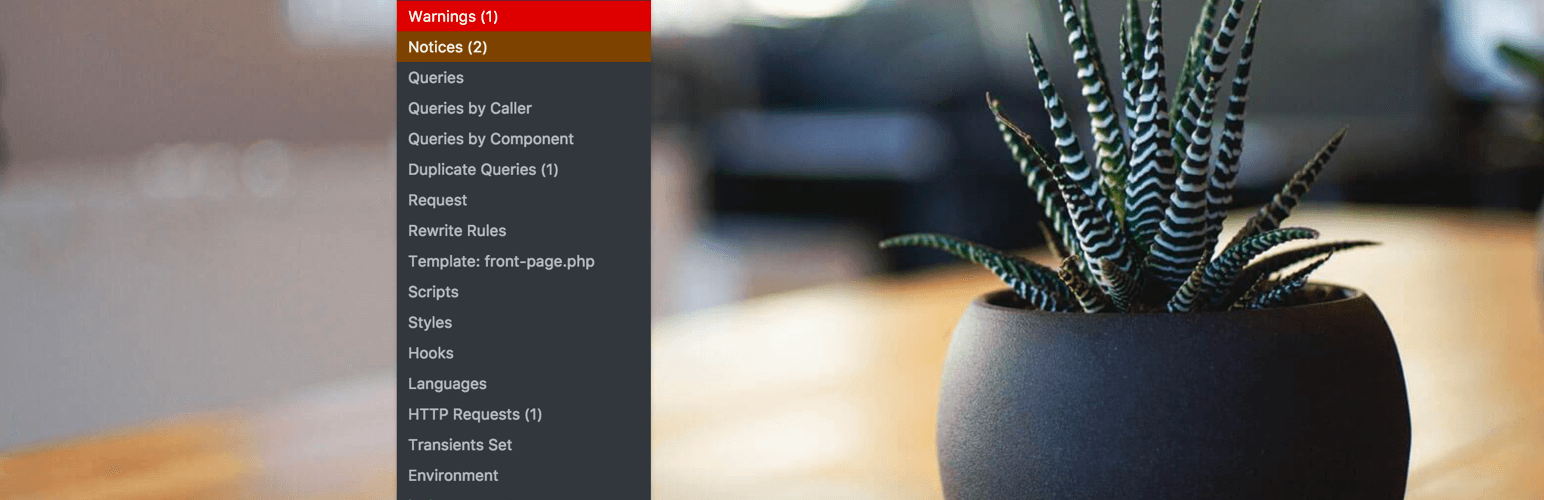 Warnings (1)
Notices (2)
Queries
Queries by Caller
Queries by Component
Duplicate Queries (1)
Request
Rewrite Rules
Template: front-page.php
Scripts
Styles
Hooks
Languages
HTTP Requests (1)
Transients Set
Environment